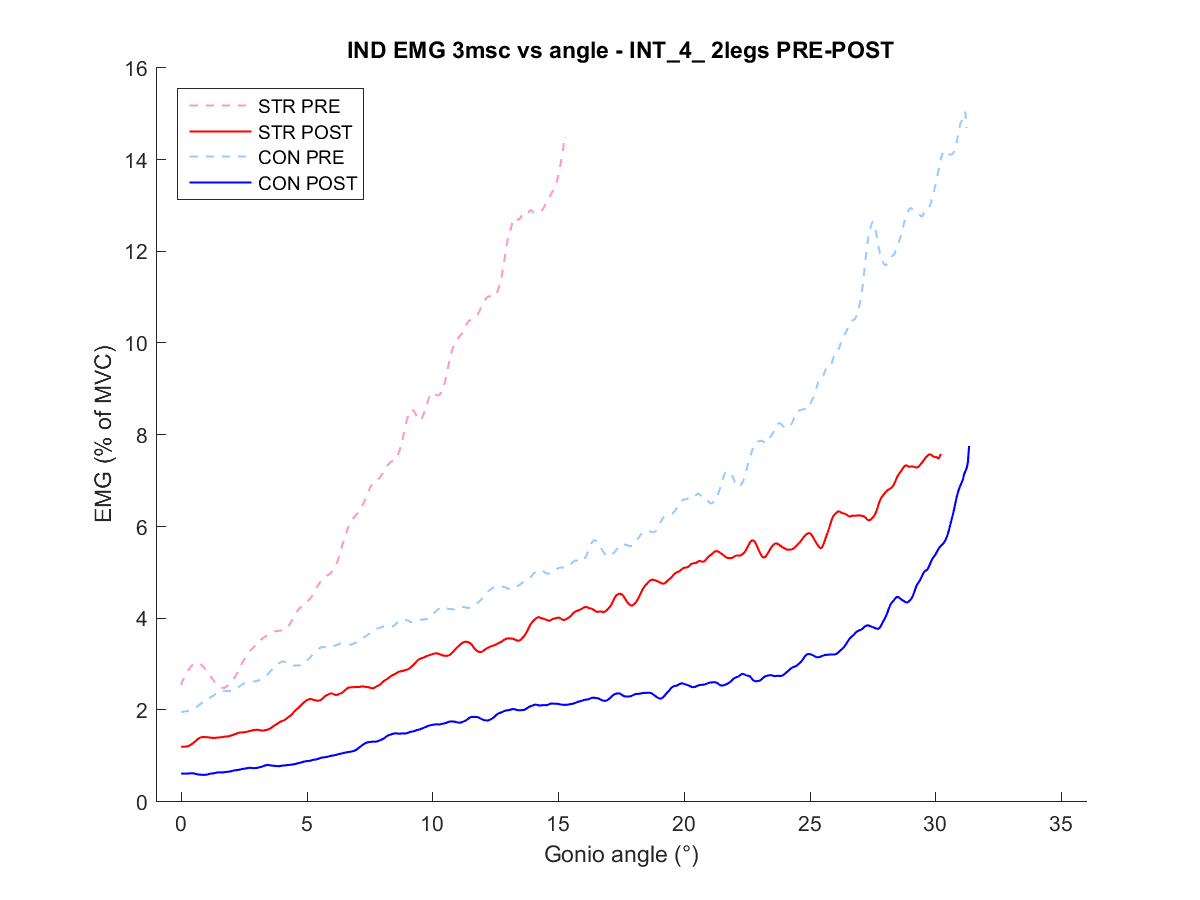 IND EMG 3msc vs angle - INT_4_ 2legs PRE-POST
STR PRE
STR POST
CON PRE
CON POST
EMG (% of MVC)
16
14
12
10
8
6
4
2
0
0 5 10 15 20 25 30 35
Gonio angle (°)